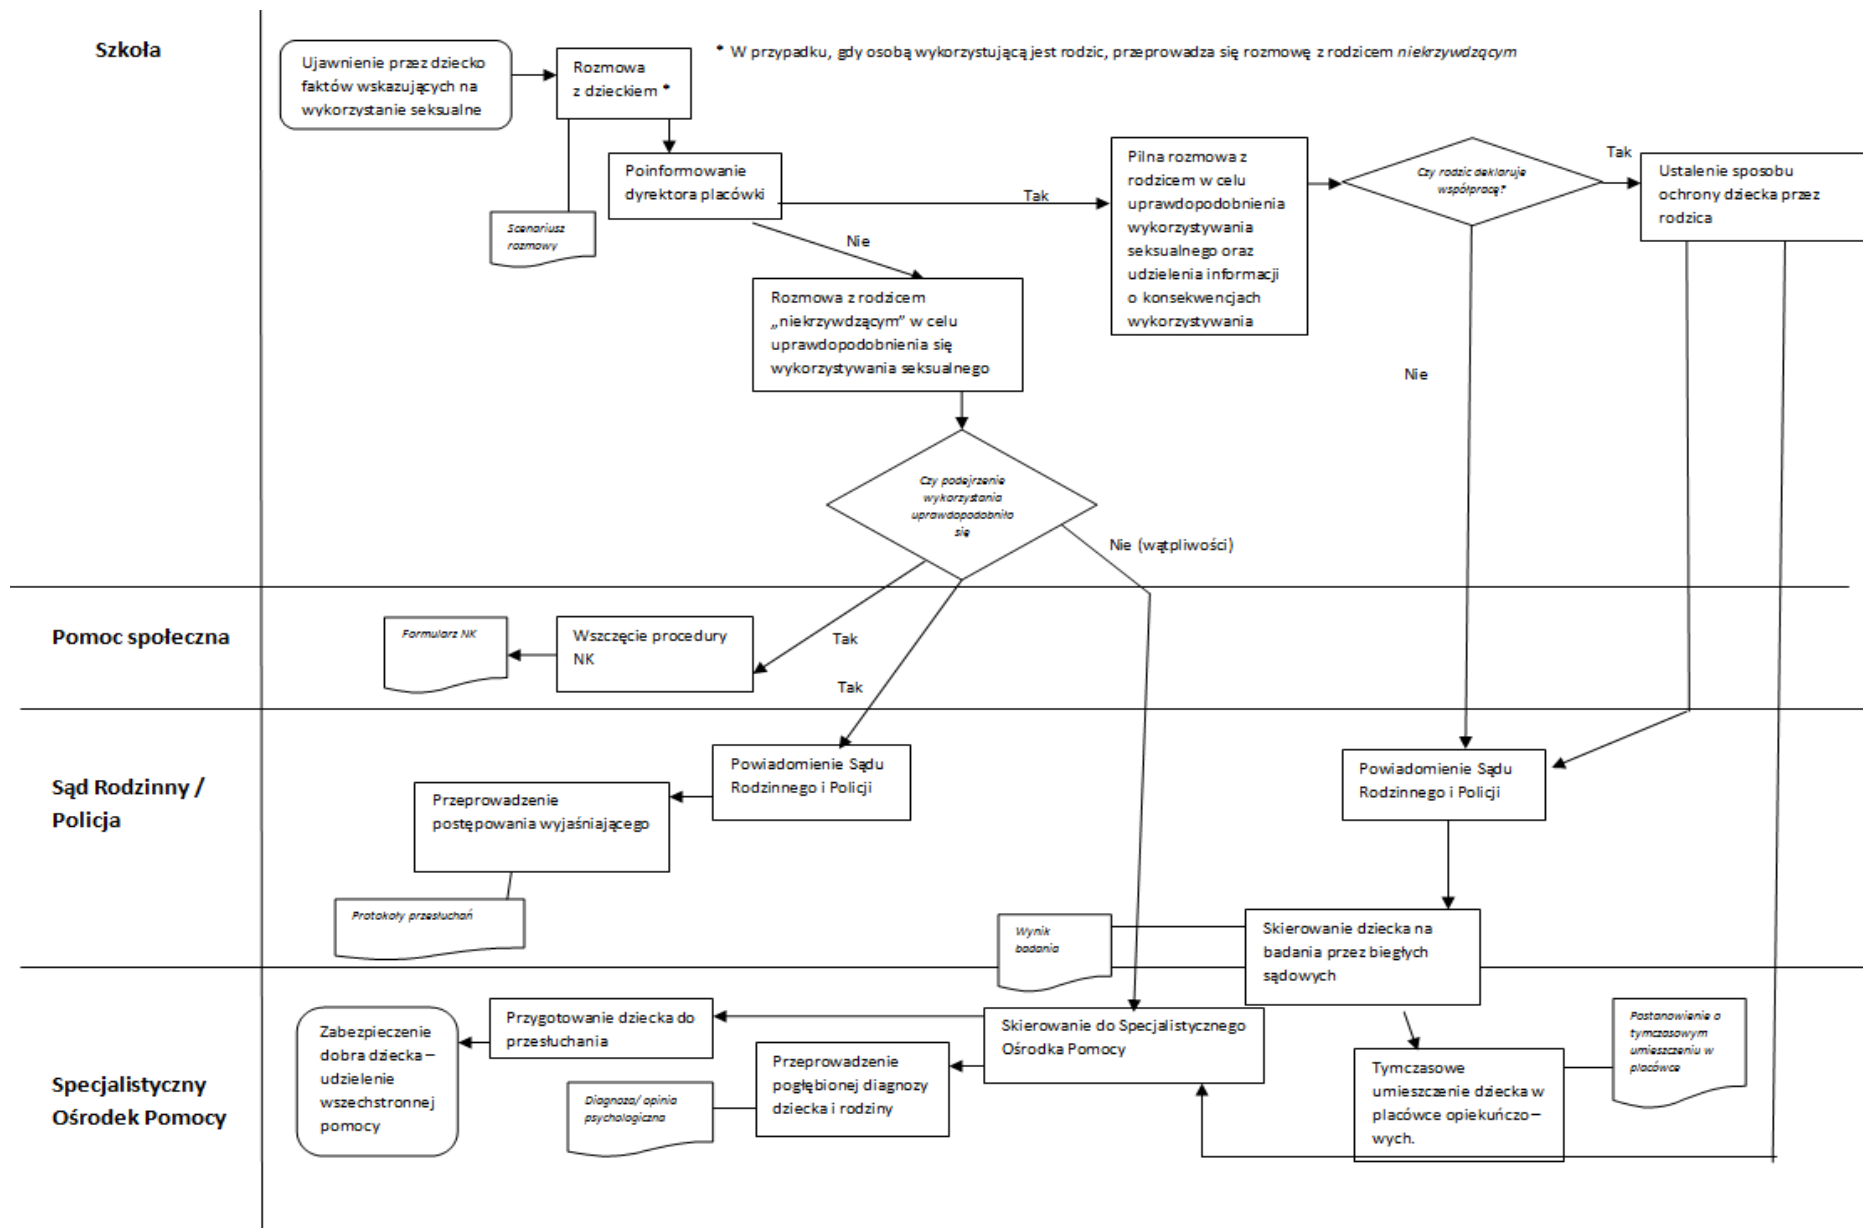 Szkoła
Ujawnienie przez dziecko
faktów wskazujących na
wykorzystanie seksualne
Rozmowa
z dzieckiem *
* W przypadku, gdy osobą wykorzystującą jest rodzic, przeprowadza się rozmowę z rodzicem niekrzywdzącym
Poinformowanie
dyrektora placówki
Scenariusz
rozmowy
Tak
Nie
Pilna rozmowa z
rodzicem w celu
uprawdopodobnienia
wykorzystywania
seksualnego oraz
udzielenia informacji
o konsekwencjach
wykorzystywania
Czy rodzic deklaruje
współpracę?
Tak
Ustalenie sposobu
ochrony dziecka przez
rodzica
Nie
Rozmowa z rodzicem
„niekrzywdzącym” w celu
uprawdopodobnienia się
wykorzystywania seksualnego
Czy podejrzenie
wykorzystania
uprawdopodobniło
się
Nie (wątpliwości)
Pomoc społeczna
Formularz NK
Wszczęcie procedury
NK
Tak
Tak
Sąd Rodzinny /
Policja
Powiadomienie Sądu
Rodzinnego i Policji
Przeprowadzenie
postępowania wyjaśniającego
Protokoły przesłuchań
Powiadomienie Sądu
Rodzinnego i Policji
Wynik
badania
Skierowanie dziecka na
badania przez biegłych
sądowych
Specjalistyczny
Ośrodek Pomocy
Zabezpieczenie
dobra dziecka –
udzielenie
wszechstronnej
pomocy
Przygotowanie dziecka do
przesłuchania
Skierowanie do Specjalistycznego
Ośrodka Pomocy
Przeprowadzenie
pogłębionej diagnozy
dziecka i rodziny
Diagnoza/ opinia
psychologiczna
Tymczasowe
umieszczenie dziecka w
placówce opiekuńczo –
wych.
Postanowienie o
tymczasowym
umieszczeniu w
placówce